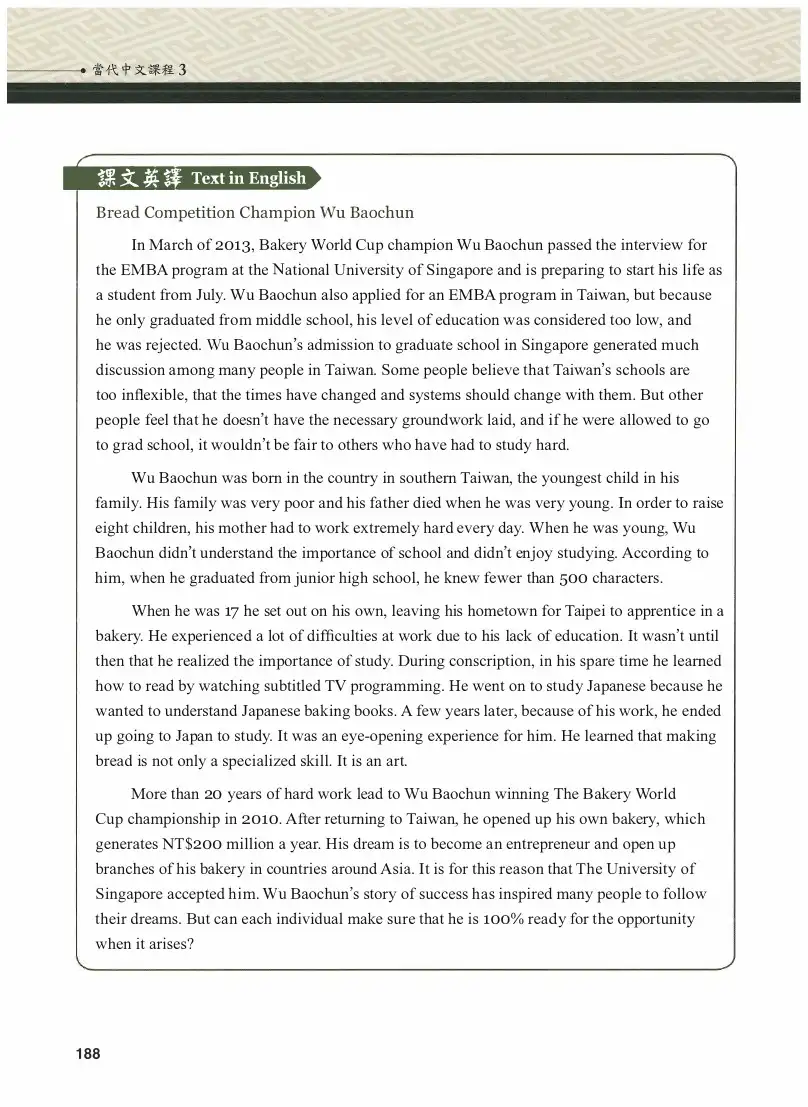 當代中文課程 3
課文英譯 Text in English
Bread Competition Champion Wu Baochun
In March of 2013, Bakery World Cup champion Wu Baochun passed the interview for
the EMBA program at the National University of Singapore and is preparing to start his life as
a student from July. Wu Baochun also applied for an EMBA program in Taiwan, but because
he only graduated from middle school, his level of education was considered too low, and
he was rejected. Wu Baochun's admission to graduate school in Singapore generated much
discussion among many people in Taiwan. Some people believe that Taiwan's schools are
too inflexible, that the times have changed and systems should change with them. But other
people feel that he doesn't have the necessary groundwork laid, and if he were allowed to go
to grad school, it wouldn't be fair to others who have had to study hard.
Wu Baochun was born in the country in southern Taiwan, the youngest child in his
family. His family was very poor and his father died when he was very young. In order to raise
eight children, his mother had to work extremely hard every day. When he was young, Wu
Baochun didn't understand the importance of school and didn't enjoy studying. According to
him, when he graduated from junior high school, he knew fewer than 500 characters.
When he was 17 he set out on his own, leaving his hometown for Taipei to apprentice in a
bakery. He experienced a lot of difficulties at work due to his lack of education. It wasn't until
then that he realized the importance of study. During conscription, in his spare time he learned
how to read by watching subtitled TV programming. He went on to study Japanese because he
wanted to understand Japanese baking books. A few years later, because of his work, he ended
up going to Japan to study. It was an eye-opening experience for him. He learned that making
bread is not only a specialized skill. It is an art.
More than 20 years of hard work lead to Wu Baochun winning The Bakery World
Cup championship in 2010. After returning to Taiwan, he opened up his own bakery, which
generates NT$200 million a year. His dream is to become an entrepreneur and open up
branches of his bakery in countries around Asia. It is for this reason that The University of
Singapore accepted him. Wu Baochun's story of success has inspired many people to follow
their dreams. But can each individual make sure that he is 100% ready for the opportunity
when it arises?
188